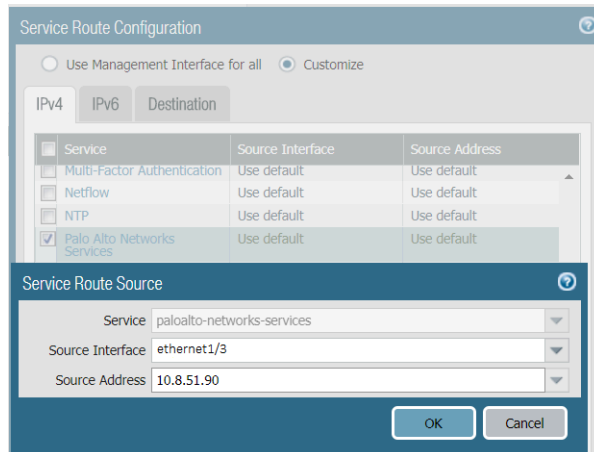 Service Route Configuration
Use Management Interface for all Customize
IPv4 IPv6 Destination
Service Source Interface Source Address
Multi-Factor Authentication Use default Use default
Netflow Use default Use default
NTP Use default Use default
Palo Alto Networks Use default Use default
Services
Service Route Source
Service paloalto-networks-services
Source Interface ethernet1/3
Source Address 10.8.51.90
OK Cancel